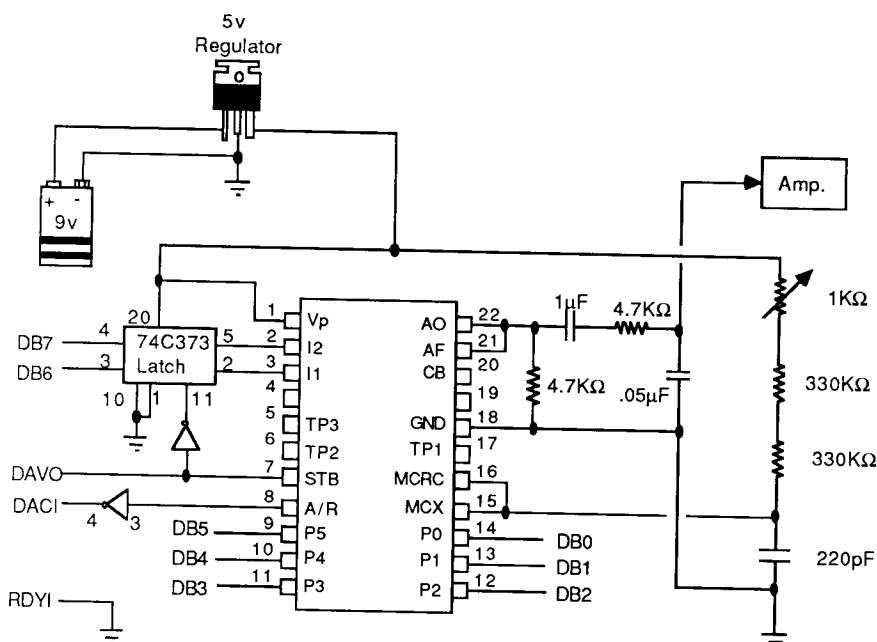 5v
Regulator
+ -
9v
Amp.
1KΩ
330KΩ
330KΩ
220pF
20
74C373
Latch
DB7 4
DB6 3
5
2
10 1 11
1 Vp
2 I2
3 I1
4
5 TP3
6 TP2
7 STB
8 A/R
9 P5
10 P4
11 P3
AO 22
AF 21
CB 20
19
GND 18
TP1 17
MCRC 16
MCX 15
P0 14
P1 13
P2 12
1µF
4.7KΩ
4.7KΩ
.05µF
DAVO
DACI
4 3
DB5
DB4
DB3
DB0
DB1
DB2
RDYI